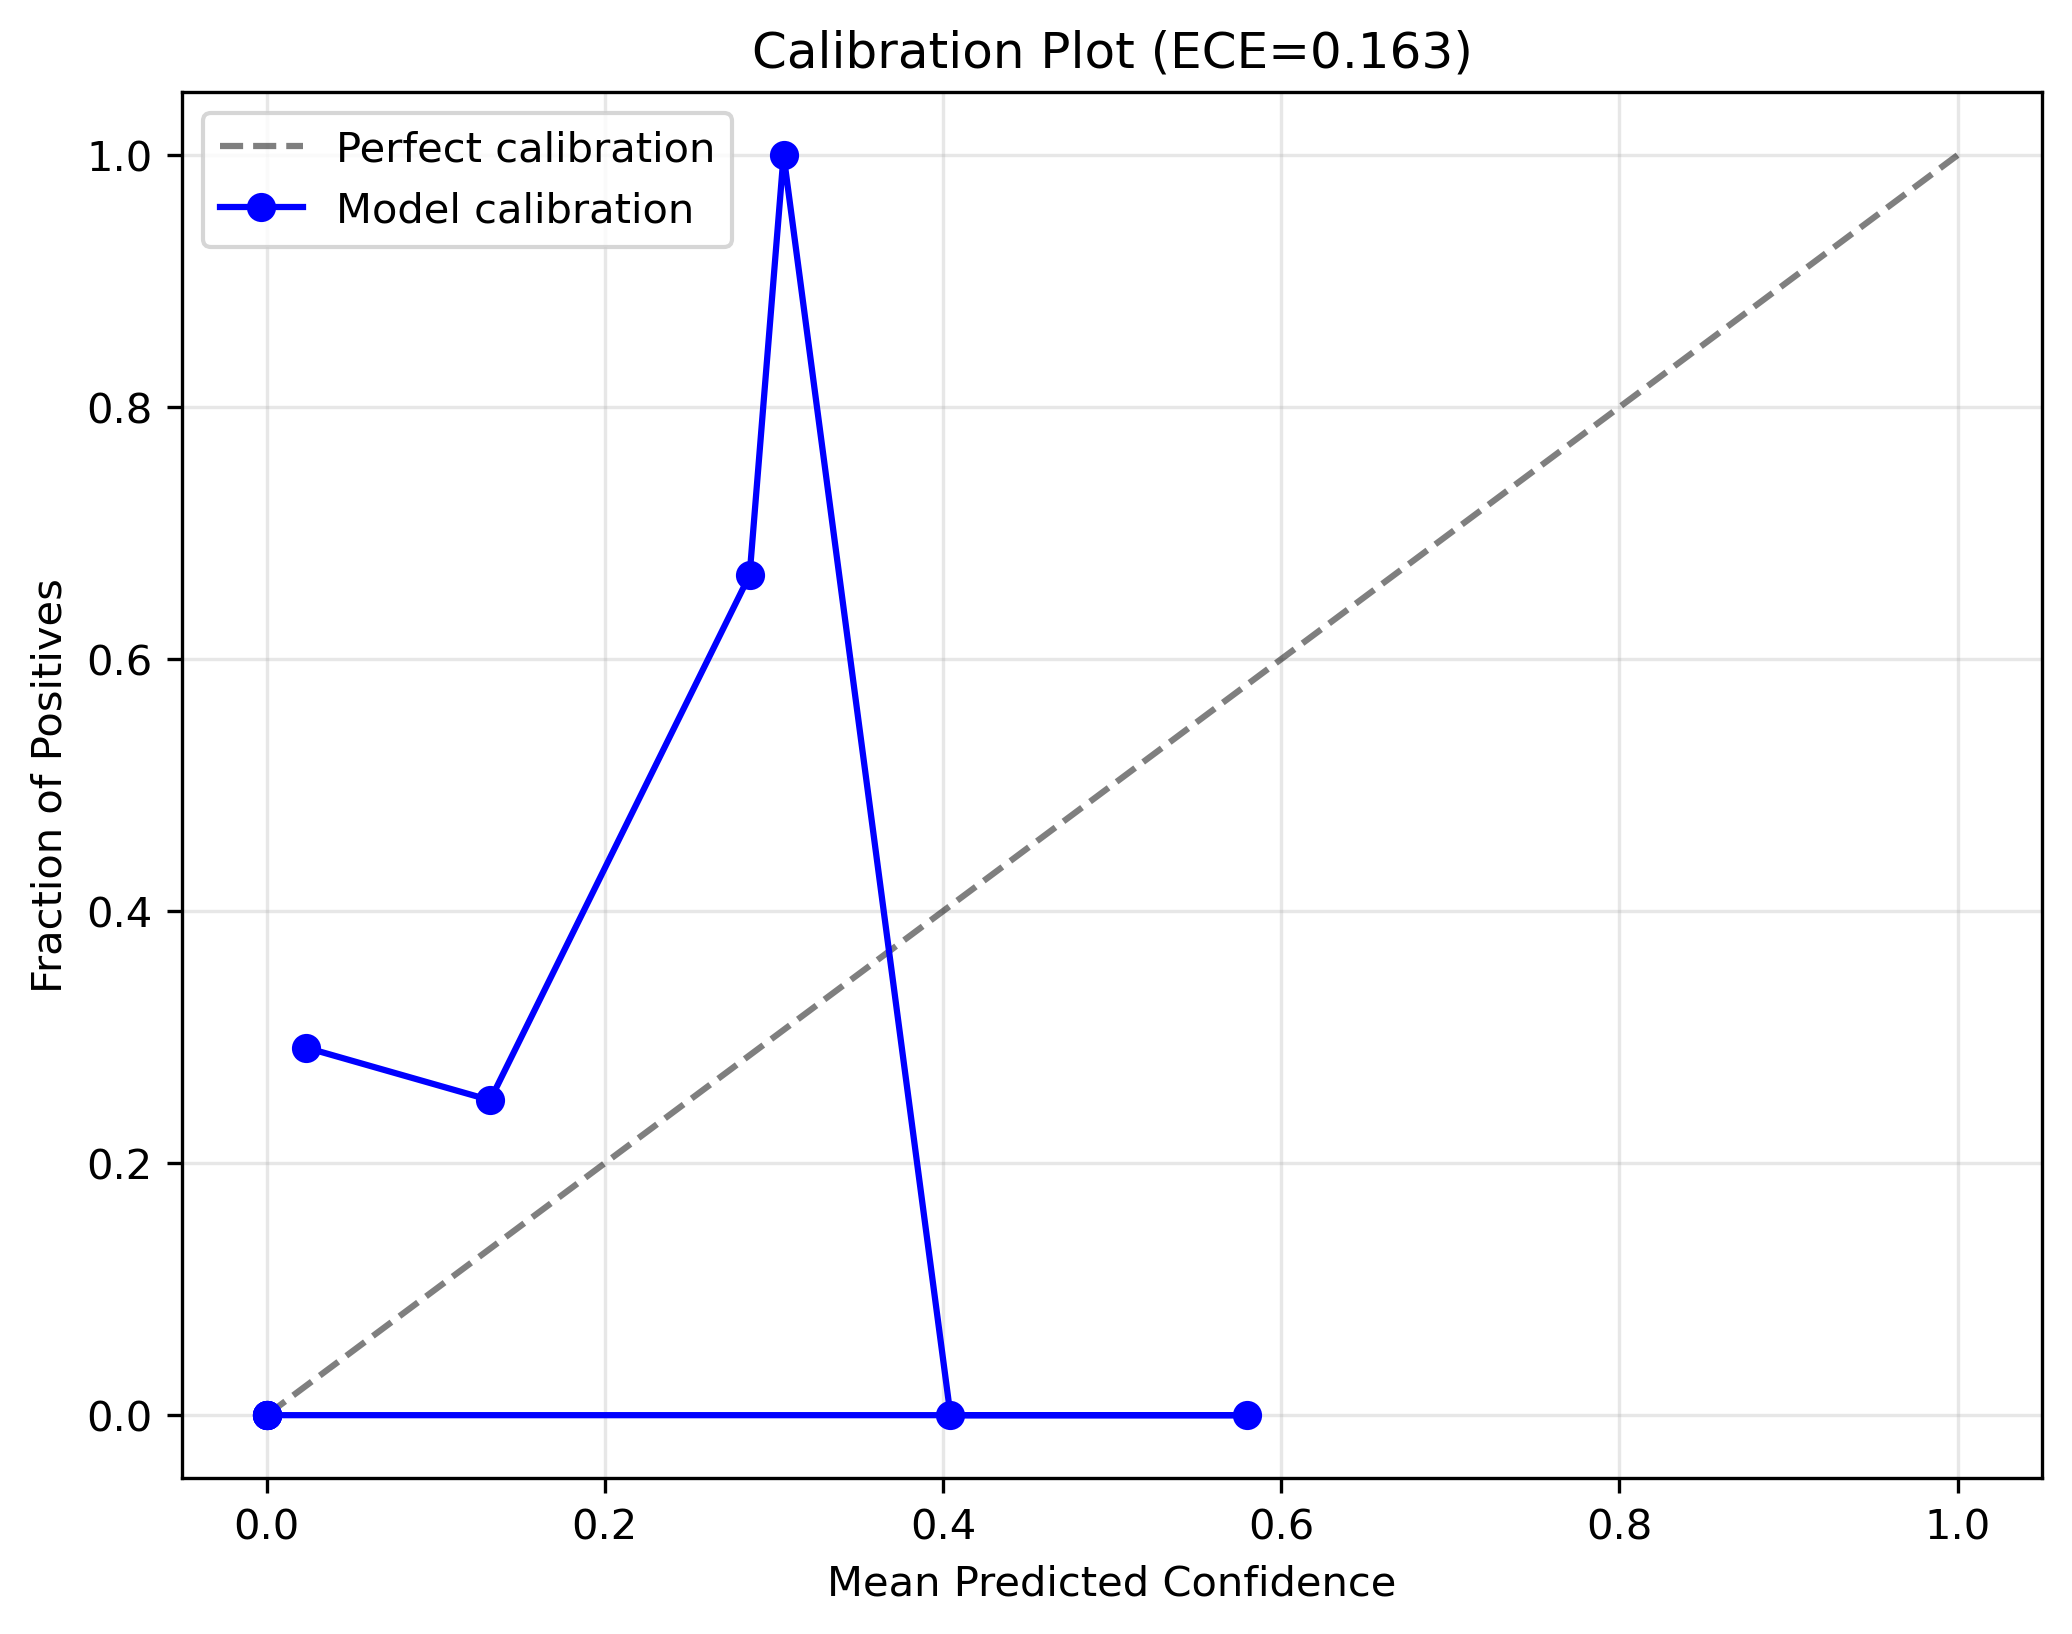 Calibration Plot (ECE=0.163)
Perfect calibration
Model calibration
1.0
0.8
0.6
0.4
0.2
0.0
Fraction of Positives
0.0 0.2 0.4 0.6 0.8 1.0
Mean Predicted Confidence